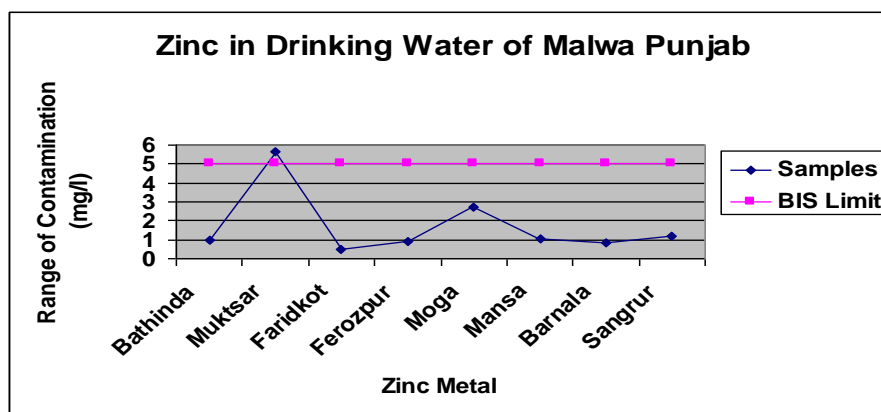 Zinc in Drinking Water of Malwa Punjab
Range of Contamination
(mg/l)
6
5
4
3
2
1
0
Bathinda
Muktsar
Faridkot
Ferozpur
Moga
Mansa
Barnala
Sangrur
Zinc Metal
Samples
BIS Limit